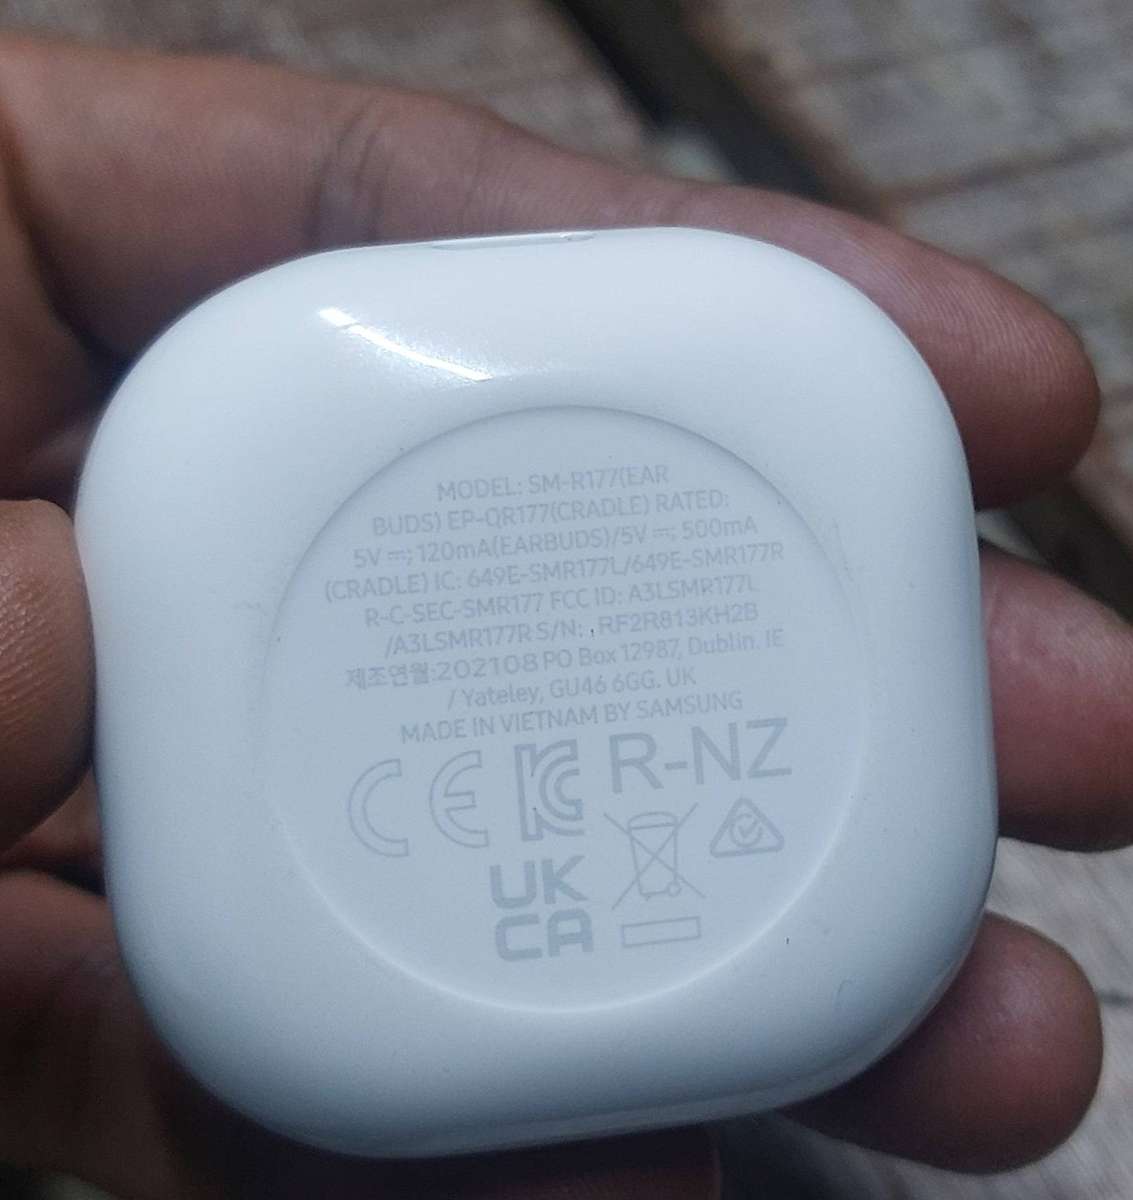 MODEL: SM-R177(EAR
BUDS) EP-QR177(CRADLE) RATED:
5V ⎓; 120mA(EARBUDS)/5V ⎓; 500mA
(CRADLE) IC: 649E-SMR177L/649E-SMR177R
R-C-SEC-SMR177 FCC ID: A3LSMR177L
/A3LSMR177R S/N: RF2R813KH2B
제조연월:202108 PO Box 12987, Dublin. IE
/ Yateley, GU46 6GG. UK
MADE IN VIETNAM BY SAMSUNG
CE KC R-NZ
UK
CA